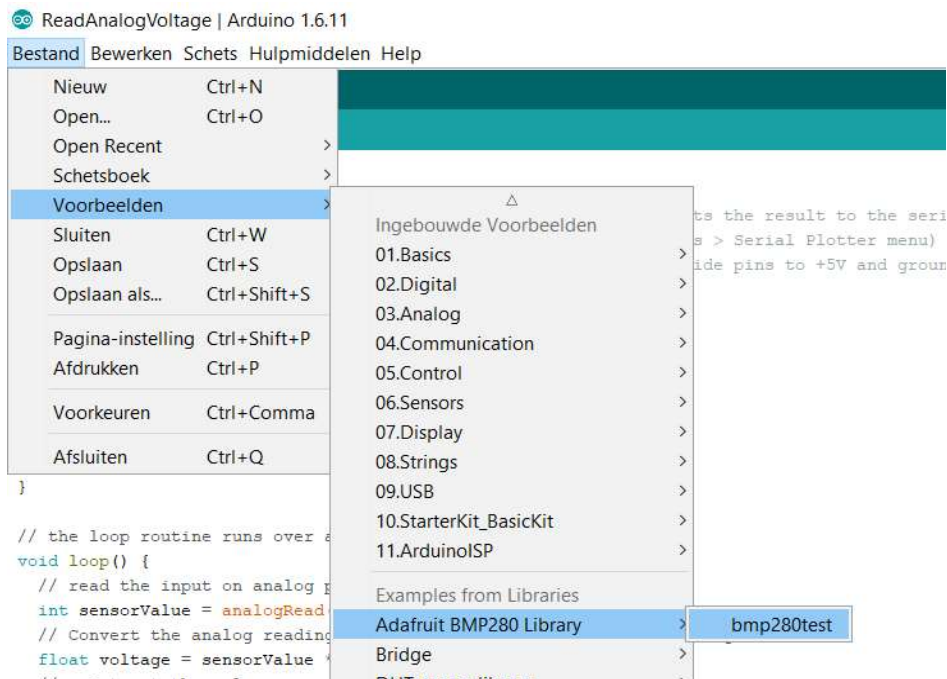 ReadAnalogVoltage | Arduino 1.6.11
Bestand Bewerken Schets Hulpmiddelen Help
Nieuw Ctrl+N
Open... Ctrl+O
Open Recent
Schetsboek
Voorbeelden
Sluiten Ctrl+W
Opslaan Ctrl+S
Opslaan als... Ctrl+Shift+S
Pagina-instelling Ctrl+Shift+P
Afdrukken Ctrl+P
Voorkeuren Ctrl+Comma
Afsluiten Ctrl+Q
Ingebouwde Voorbeelden
01.Basics
02.Digital
03.Analog
04.Communication
05.Control
06.Sensors
07.Display
08.Strings
09.USB
10.StarterKit_BasicKit
11.ArduinoISP
Examples from Libraries
Adafruit BMP280 Library
Bridge
bmp280test
the result to the
> Serial Plotter menu)
pins to +5V and
}
// the loop routine runs over
void loop() {
// read the input on analog
int sensorValue = analogRead
// Convert the analog reading
float voltage = sensorValue *